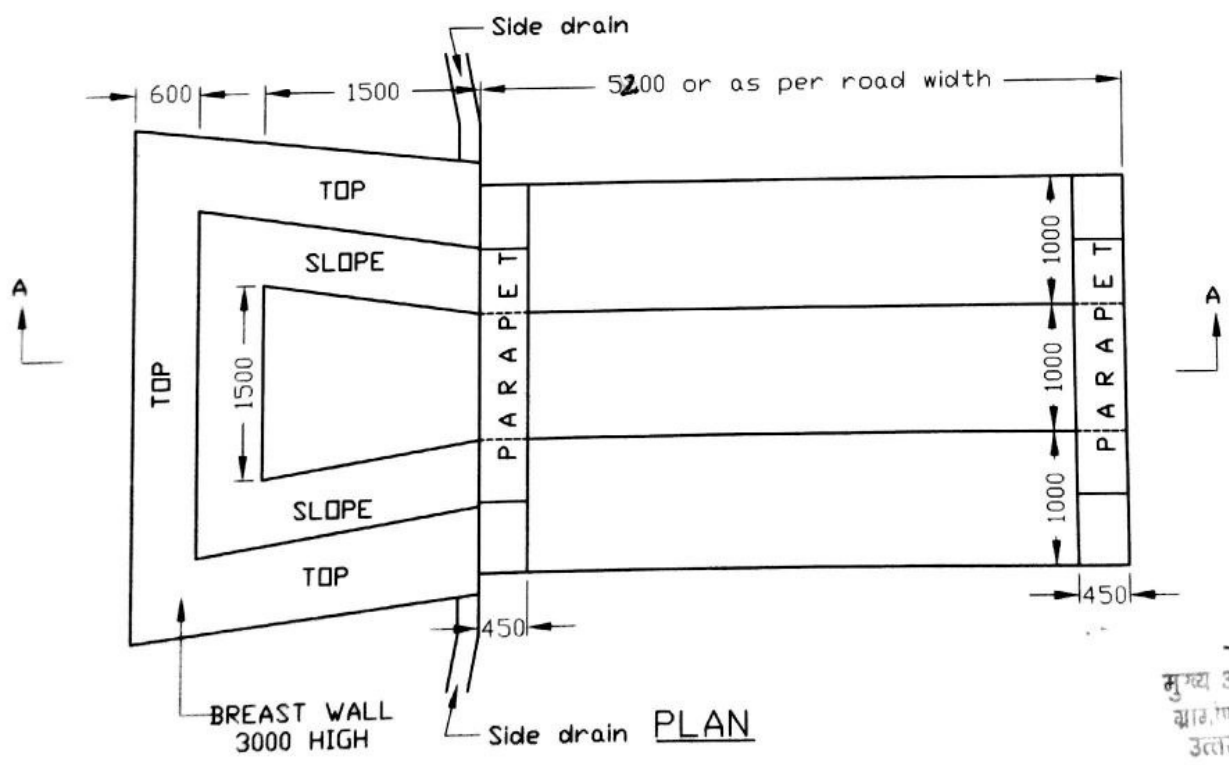 Side drain
600
1500
5200 or as per road width
TOP
SLOPE
A
A
TOP
1500
PARAPET
1000
1000
1000
PARAPET
SLOPE
TOP
450
450
BREAST WALL
3000 HIGH
Side drain
PLAN
मुख्य